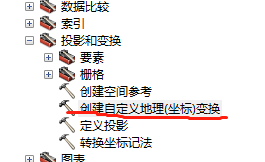 数据比较
索引
投影和变换
要素
栅格
创建空间参考
创建自定义地理(坐标)变换
定义投影
转换坐标记法
图表